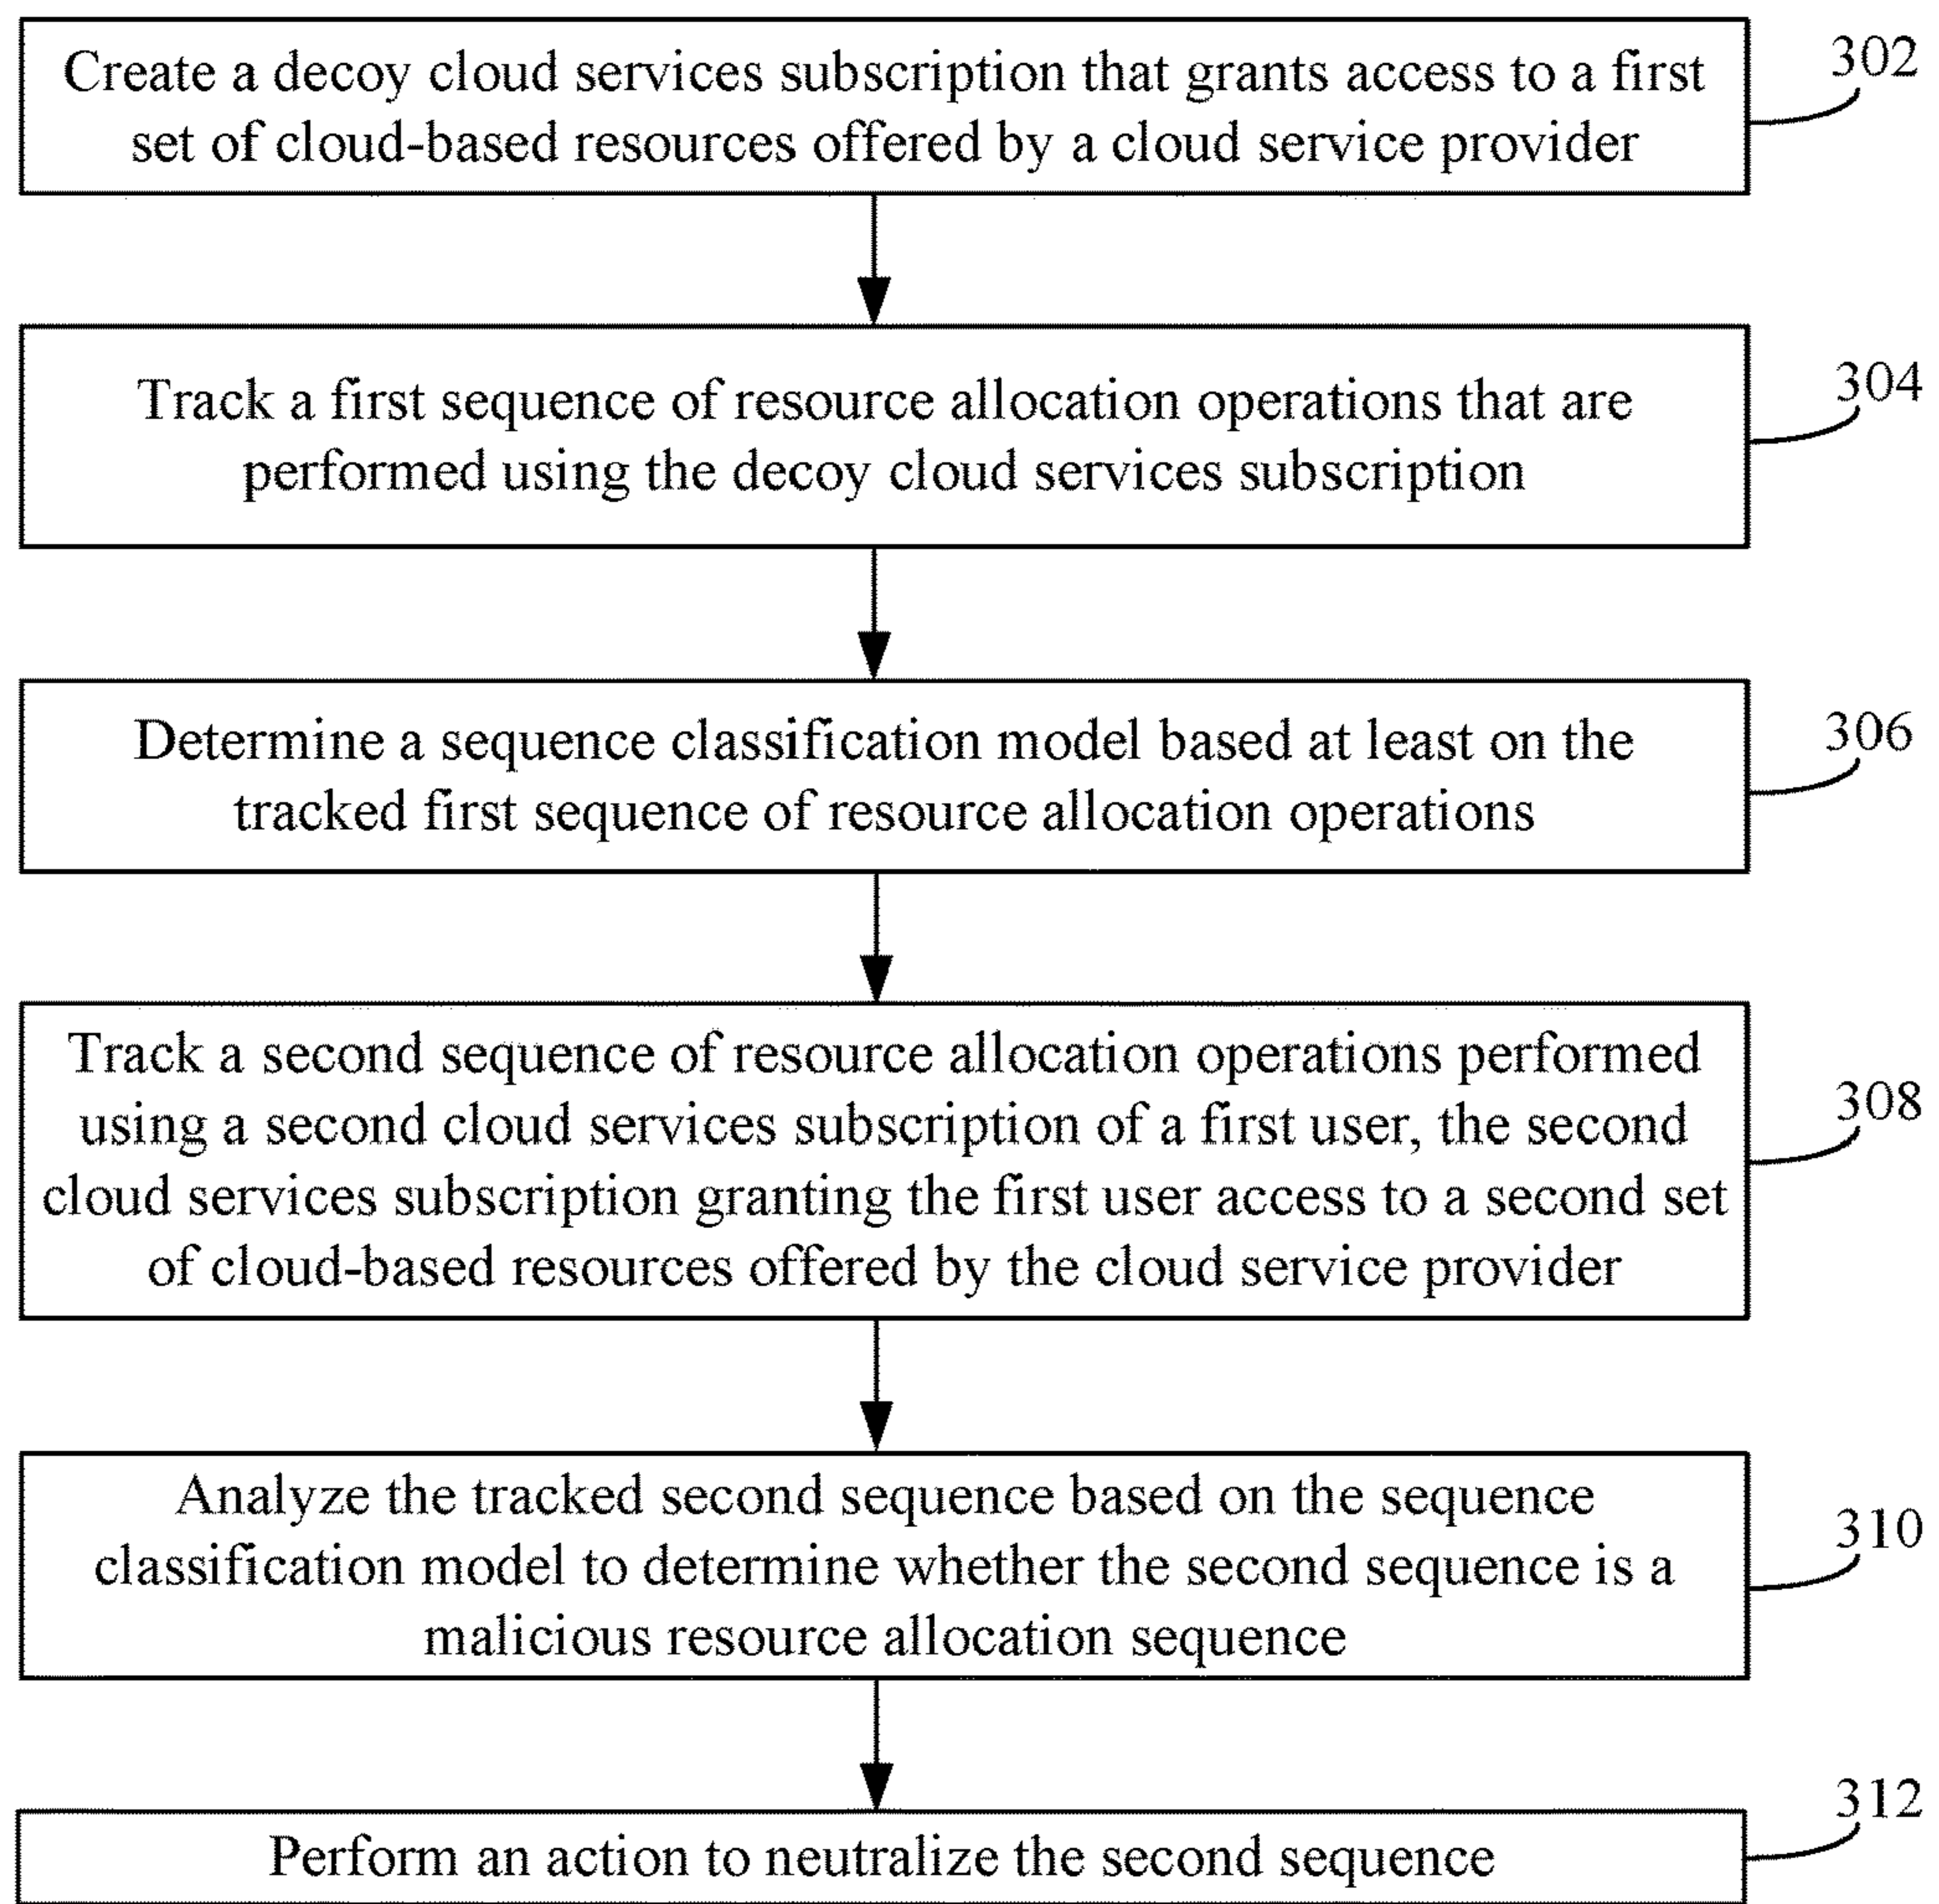 Create a decoy cloud services subscription that grants access to a first
set of cloud-based resources offered by a cloud service provider
302
Track a first sequence of resource allocation operations that are
performed using the decoy cloud services subscription
304
Determine a sequence classification model based at least on the
tracked first sequence of resource allocation operations
306
Track a second sequence of resource allocation operations performed
using a second cloud services subscription of a first user, the second
cloud services subscription granting the first user access to a second set
of cloud-based resources offered by the cloud service provider
308
Analyze the tracked second sequence based on the sequence
classification model to determine whether the second sequence is a
malicious resource allocation sequence
310
Perform an action to neutralize the second sequence
312